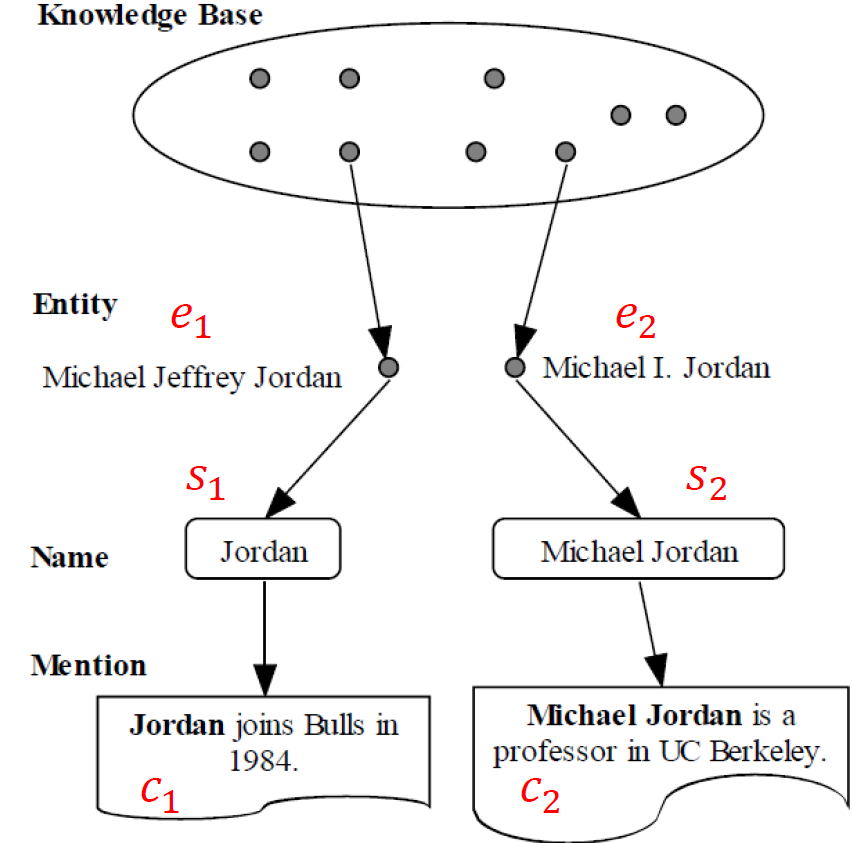 Knowledge Base
Entity
e1
e2
Michael Jeffrey Jordan
Michael I. Jordan
s1
s2
Name
Jordan
Michael Jordan
Mention
Jordan joins Bulls in
1984.
c1
Michael Jordan is a
professor in UC Berkeley.
c2